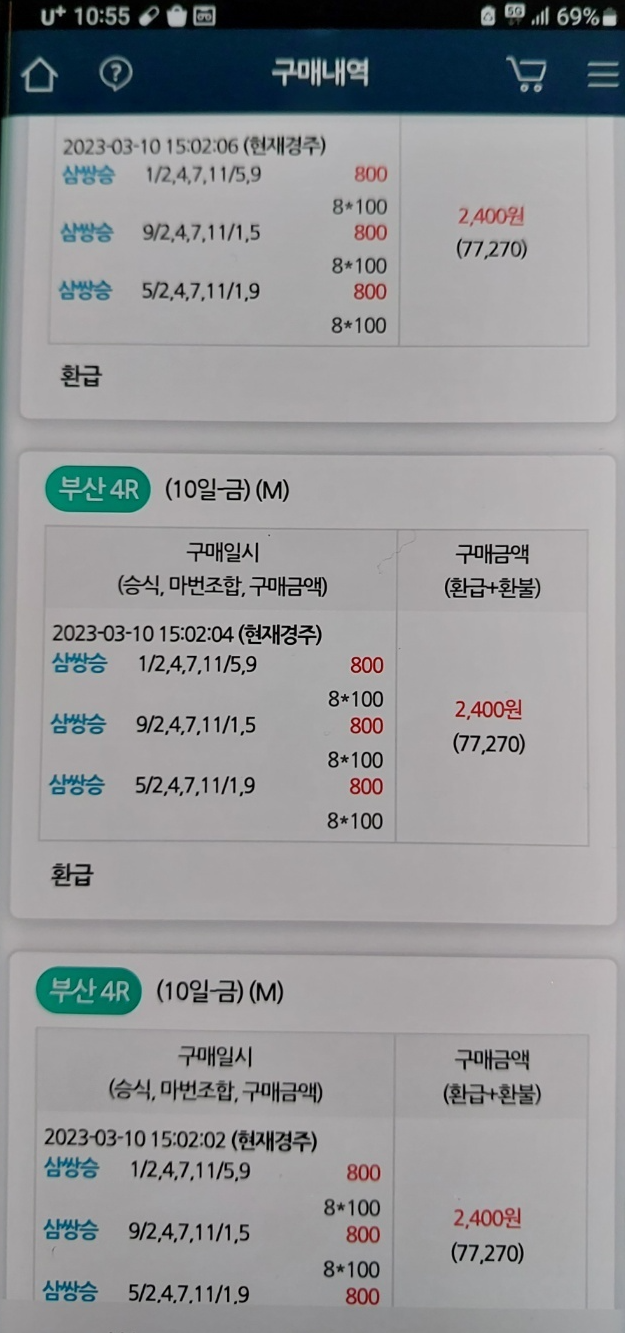 U+ 10:55 5G 69%
구매내역
2023-03-10 15:02:06 (현재경주)
삼쌍승 1/2,4,7,11/5,9 800
8*100
삼쌍승 9/2,4,7,11/1,5 800
8*100
삼쌍승 5/2,4,7,11/1,9 800
8*100
2,400원
(77,270)
환급
부산 4R (10일-금) (M)
구매일시
(승식, 마번조합, 구매금액)
구매금액
(환급+환불)
2023-03-10 15:02:04 (현재경주)
삼쌍승 1/2,4,7,11/5,9 800
8*100
삼쌍승 9/2,4,7,11/1,5 800
8*100
삼쌍승 5/2,4,7,11/1,9 800
8*100
2,400원
(77,270)
환급
부산 4R (10일-금) (M)
구매일시
(승식, 마번조합, 구매금액)
구매금액
(환급+환불)
2023-03-10 15:02:02 (현재경주)
삼쌍승 1/2,4,7,11/5,9 800
8*100
삼쌍승 9/2,4,7,11/1,5 800
8*100
삼쌍승 5/2,4,7,11/1,9 800
2,400원
(77,270)